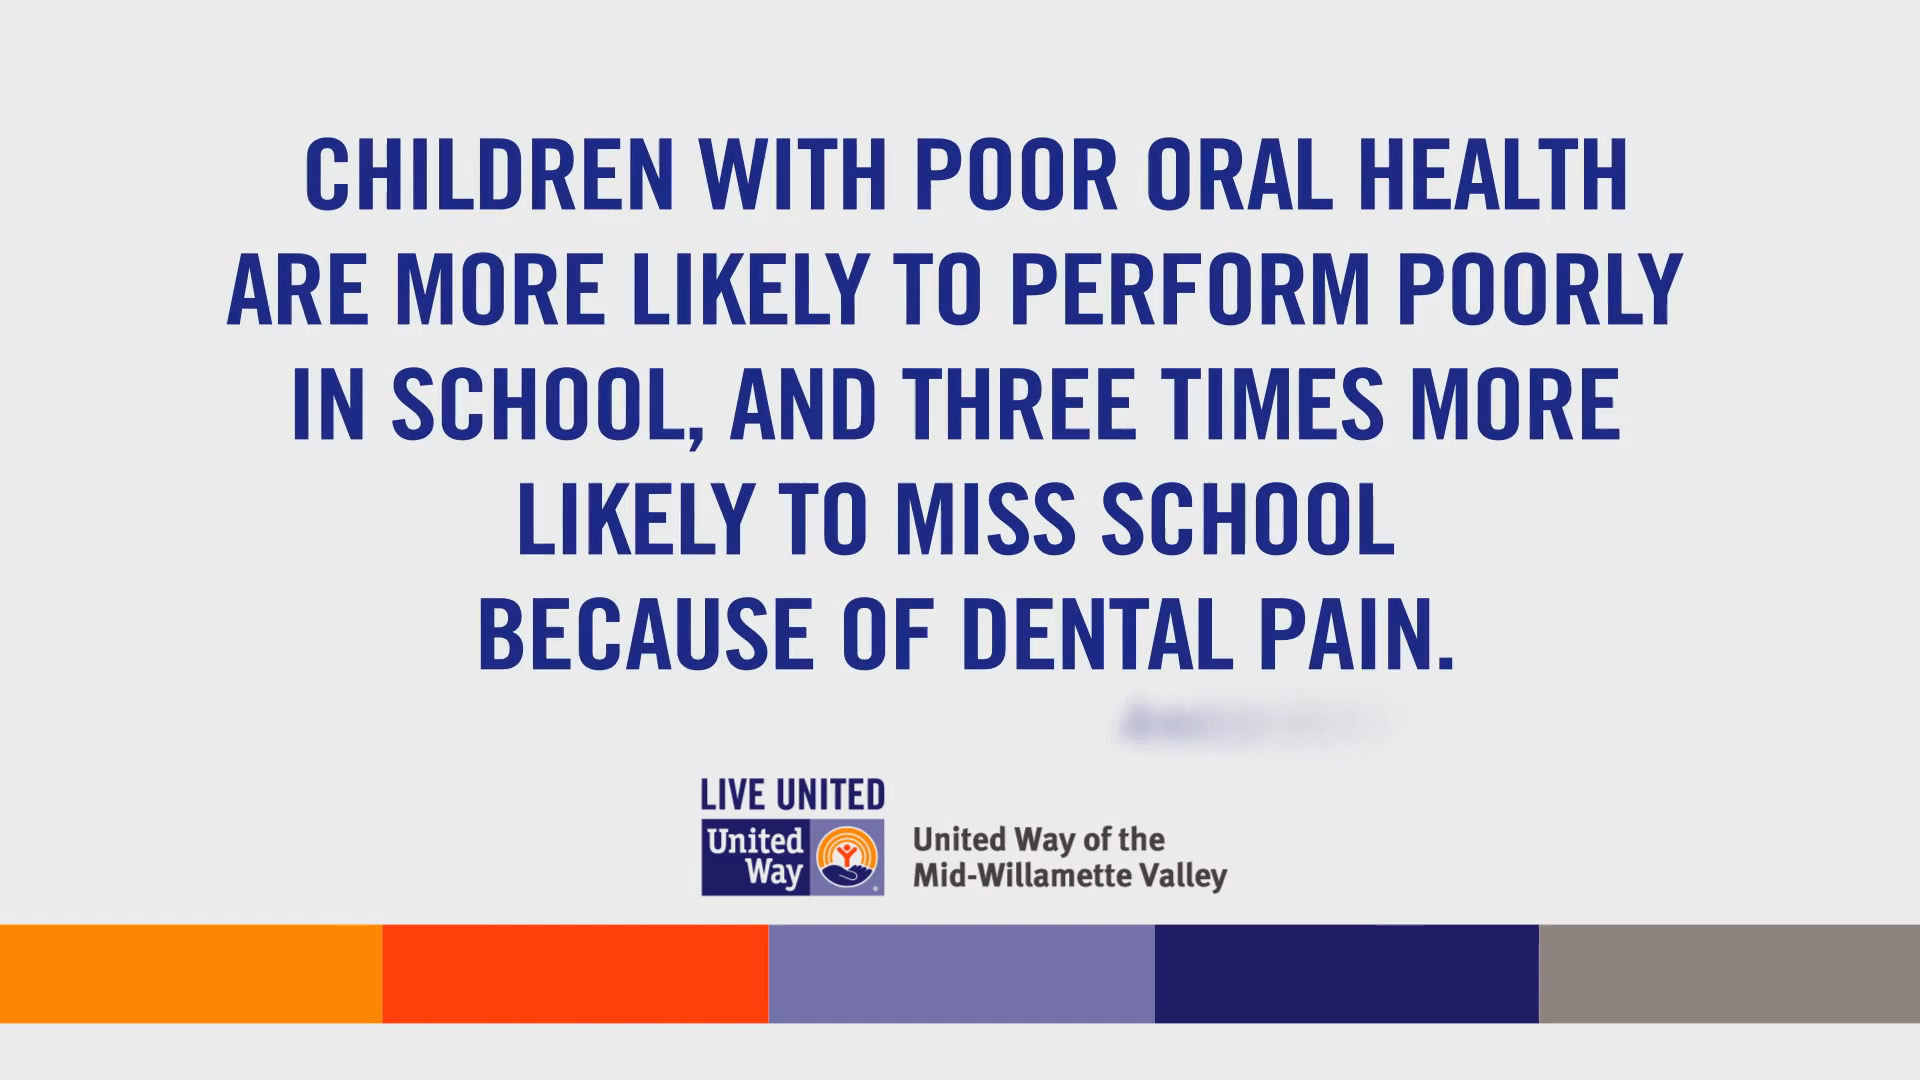 CHILDREN WITH POOR ORAL HEALTH
ARE MORE LIKELY TO PERFORM POORLY
IN SCHOOL, AND THREE TIMES MORE
LIKELY TO MISS SCHOOL
BECAUSE OF DENTAL PAIN.
LIVE UNITED
United
Way
United Way of the
Mid-Willamette Valley